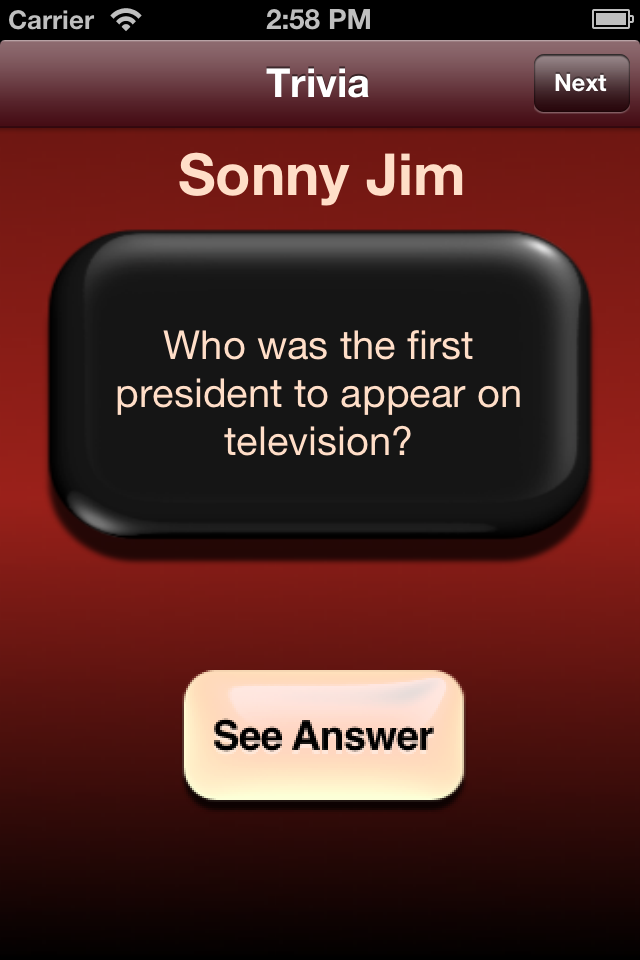 Carrier 2:58 PM
Trivia Next
Sonny Jim
Who was the first
president to appear on
television?
See Answer